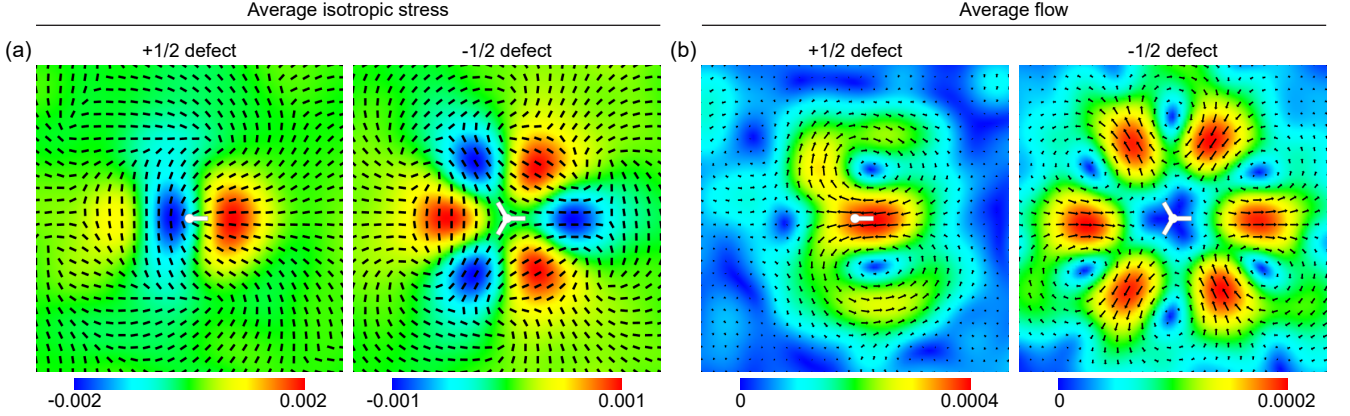 Average isotropic stress
Average flow
(a)
+1/2 defect
-1/2 defect
(b)
+1/2 defect
-1/2 defect
-0.002
0.002
-0.001
0.001
0
0.0004
0
0.0002